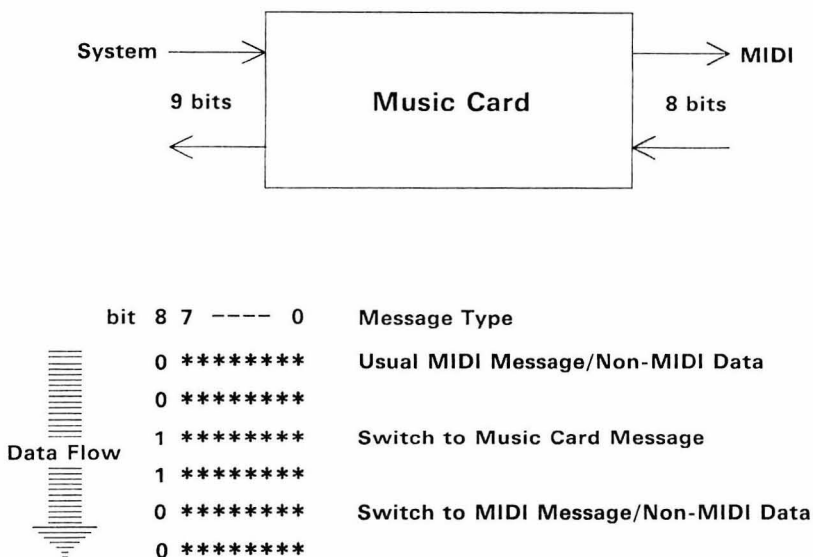 System
MIDI
9 bits
Music Card
8 bits
bit 8 7 ---- 0 Message Type
0 ******** Usual MIDI Message/Non-MIDI Data
0 ********
1 ******** Switch to Music Card Message
Data Flow
1 ********
0 ******** Switch to MIDI Message/Non-MIDI Data
0 ********